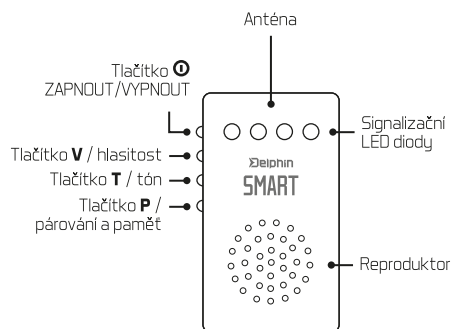 Anténa
Tlačítko
ZAPNOUT/VYPNOUT
Tlačítko V / hlasitost
Tlačítko T / tón
Tlačítko P /
párování a paměť
Signalizační
LED diody
Delphin
SMART
Reproduktor